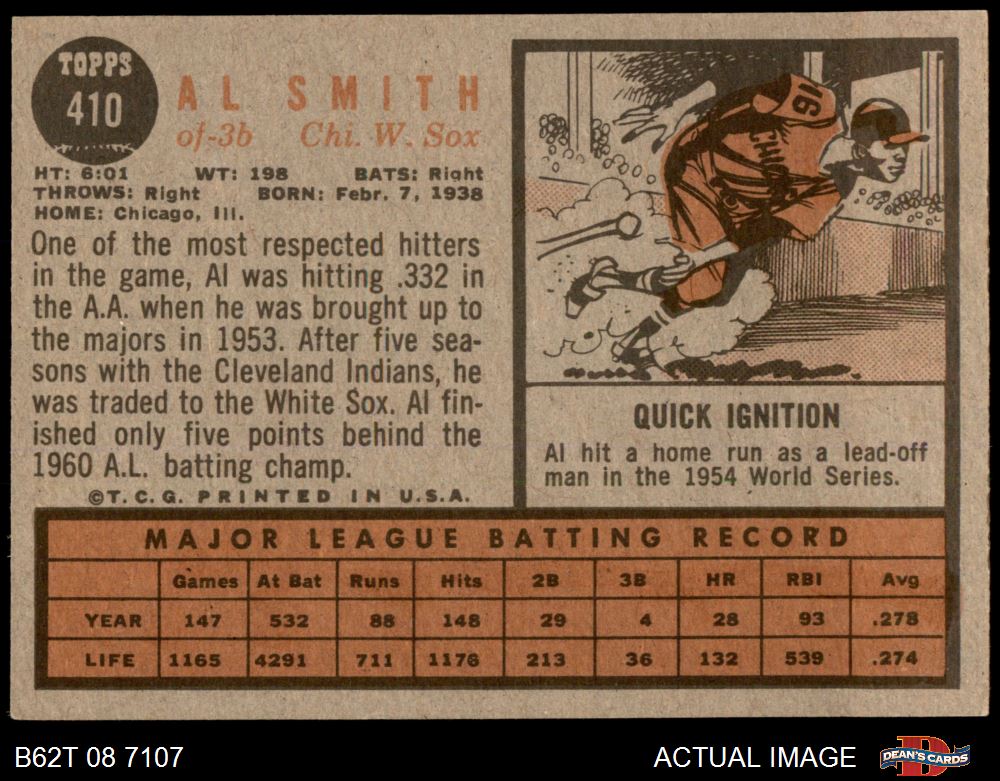 TOPPS
410
AL SMITH
of-3b Chi. W. Sox
HT: 6:01 WT: 198 BATS: Right
THROWS: Right BORN: Febr. 7, 1938
HOME: Chicago, Ill.
One of the most respected hitters
in the game, Al was hitting .332 in
the A.A. when he was brought up to
the majors in 1953. After five sea-
sons with the Cleveland Indians, he
was traded to the White Sox. Al fin-
ished only five points behind the
1960 A.L. batting champ.
©T.C.G. PRINTED IN U.S.A.
16
CHIC
QUICK IGNITION
Al hit a home run as a lead-off
man in the 1954 World Series.
MAJOR LEAGUE BATTING RECORD
Games At Bat Runs Hits 2B 3B HR RBI Avg
YEAR 147 532 88 148 29 4 28 93 .278
LIFE 1165 4291 711 1176 213 36 132 539 .274
B62T 08 7107 ACTUAL IMAGE DEAN'S CARDS